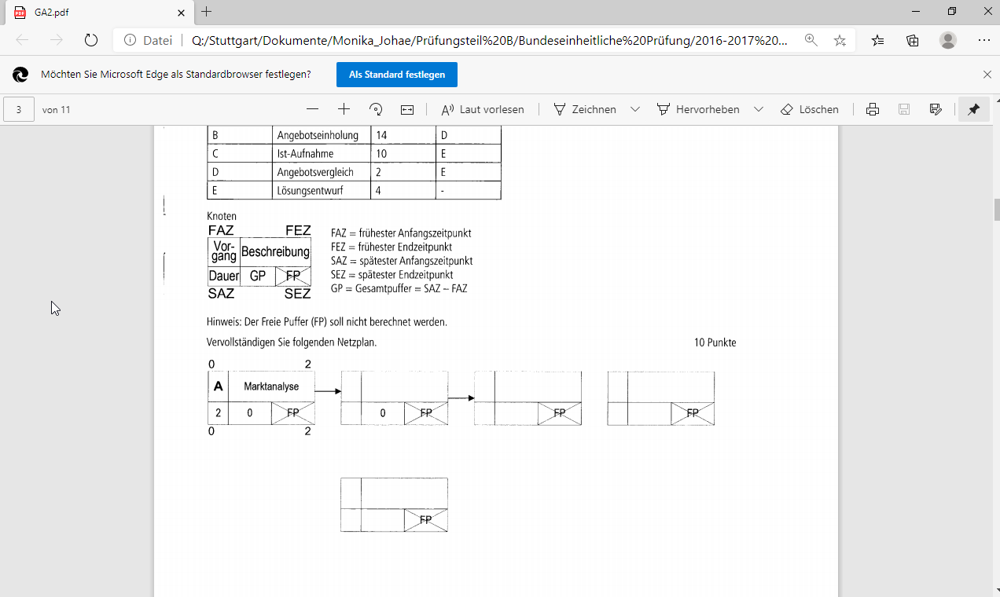 GA2.pdf
Datei Q:/Stuttgart/Dokumente/Monika_Johae/Prüfungsteil%20B/Bundeseinheitliche%20Prüfung/2016-2017%20...
Möchten Sie Microsoft Edge als Standardbrowser festlegen? Als Standard festlegen
3 von 11 Laut vorlesen Zeichnen Hervorheben Löschen
B Angebotseinholung 14 D
C Ist-Aufnahme 10 E
D Angebotsvergleich 2 E
E Lösungsentwurf 4 -
Knoten
FAZ FEZ
Vor-
gang Beschreibung
Dauer GP FP
SAZ SEZ
FAZ = frühester Anfangszeitpunkt
FEZ = frühester Endzeitpunkt
SAZ = spätester Anfangszeitpunkt
SEZ = spätester Endzeitpunkt
GP = Gesamtpuffer = SAZ – FAZ
Hinweis: Der Freie Puffer (FP) soll nicht berechnet werden.
Vervollständigen Sie folgenden Netzplan. 10 Punkte
0 2
A Marktanalyse
2 0 FP 0 FP FP FP
0 2
FP